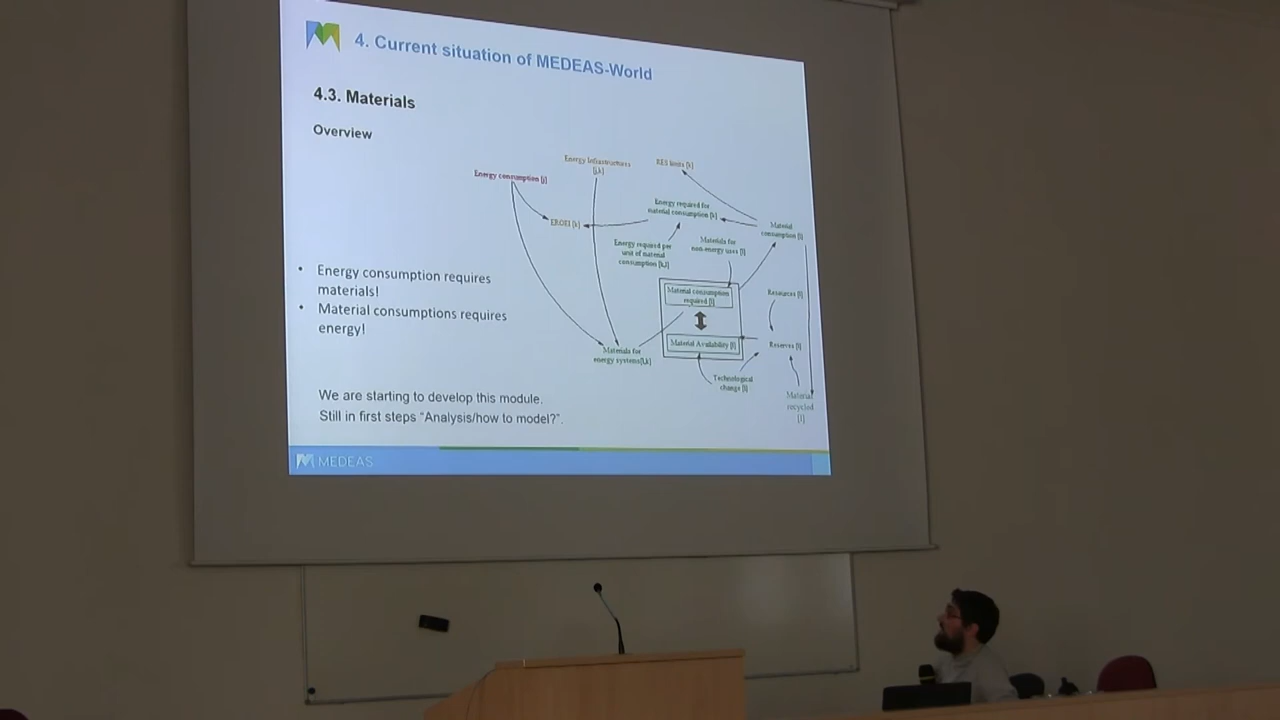 4. Current situation of MEDEAS-World
4.3. Materials
Overview
Energy Infrastructures
[j,k]
RES limits [k]
Energy consumption [j]
Energy required for
material consumption [k]
EROEI [k]
Material
consumption [l]
Energy required per
unit of material
consumption [k,l]
Materials for
non-energy uses [l]
• Energy consumption requires
materials!
• Material consumptions requires
energy!
Material consumption
required [l]
Resources [l]
Material Availability [l]
Reserves [l]
Materials for
energy systems[l,k]
Technological
change [l]
Material
recycled
[l]
We are starting to develop this module.
Still in first steps “Analysis/how to model?”.
MEDEAS